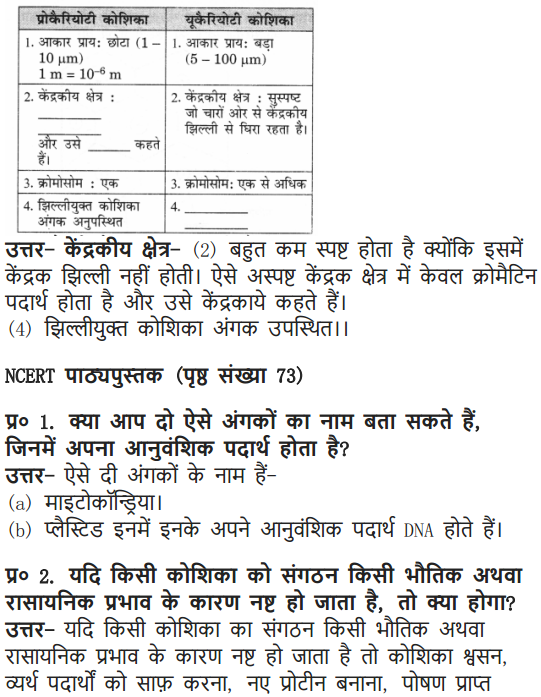 प्रोकैरियोटी कोशिका
यूकैरियोटी कोशिका
1. आकार प्राय: छोटा (1 –
10 μm)
1 m = 10⁻⁶ m
1. आकार प्राय: बड़ा
(5 – 100 μm)
2. केंद्रकीय क्षेत्र :
और उसे ______ कहते
हैं।
2. केंद्रकीय क्षेत्र : सुस्पष्ट
जो चारों ओर से केंद्रकीय
झिल्ली से घिरा रहता है।
3. क्रोमोसोम : एक
3. क्रोमोसोम: एक से अधिक
4. झिल्लीयुक्त कोशिका
अंगक अनुपस्थित
4. ________
उत्तर- केंद्रकीय क्षेत्र- (2) बहुत कम स्पष्ट होता है क्योंकि इसमें
केंद्रक झिल्ली नहीं होती। ऐसे अस्पष्ट केंद्रक क्षेत्र में केवल क्रोमैटिन
पदार्थ होता है और उसे केंद्रकाये कहते हैं।
(4) झिल्लीयुक्त कोशिका अंगक उपस्थित।।
NCERT पाठ्यपुस्तक (पृष्ठ संख्या 73)
प्र० 1. क्या आप दो ऐसे अंगकों का नाम बता सकते हैं,
जिनमें अपना आनुवंशिक पदार्थ होता है?
उत्तर- ऐसे दी अंगकों के नाम हैं-
(a) माइटोकॉन्ड्रिया।
(b) प्लैस्टिड इनमें इनके अपने आनुवंशिक पदार्थ DNA होते हैं।
प्र० 2. यदि किसी कोशिका को संगठन किसी भौतिक अथवा
रासायनिक प्रभाव के कारण नष्ट हो जाता है, तो क्या होगा?
उत्तर- यदि किसी कोशिका का संगठन किसी भौतिक अथवा
रासायनिक प्रभाव के कारण नष्ट हो जाता है तो कोशिका श्वसन,
व्यर्थ पदार्थों को साफ़ करना, नए प्रोटीन बनाना, पोषण प्राप्त